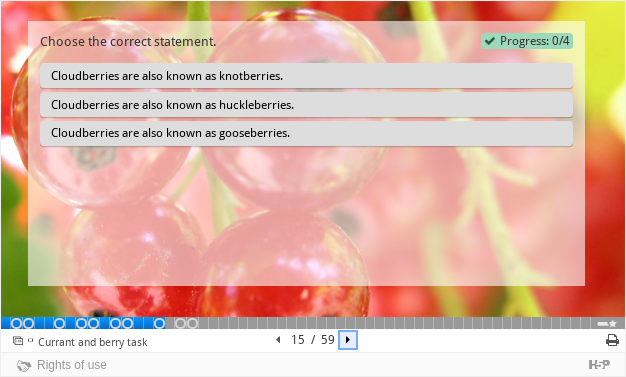 Choose the correct statement.
Progress: 0/4
Cloudberries are also known as knotberries.
Cloudberries are also known as huckleberries.
Cloudberries are also known as gooseberries.
Currant and berry task
15 / 59
Rights of use
H5P